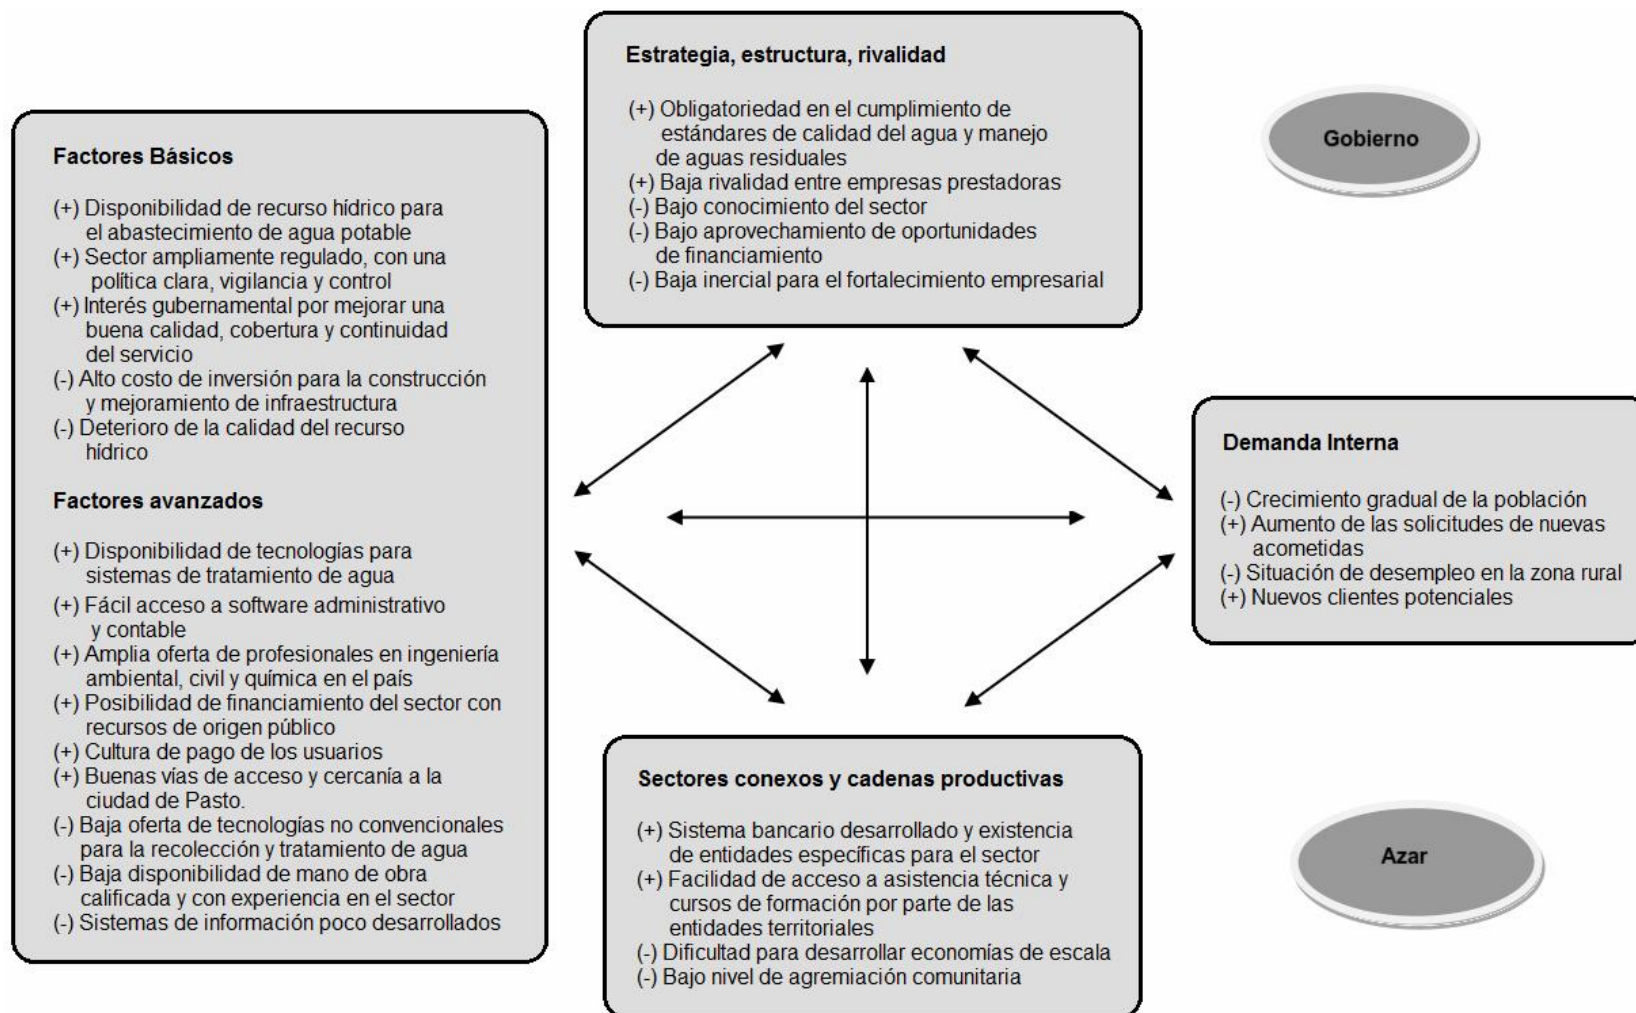 Estrategia, estructura, rivalidad
(+) Obligatoriedad en el cumplimiento de
estándares de calidad del agua y manejo
de aguas residuales
(+) Baja rivalidad entre empresas prestadoras
(-) Bajo conocimiento del sector
(-) Bajo aprovechamiento de oportunidades
de financiamiento
(-) Baja inercial para el fortalecimiento empresarial
Gobierno
Factores Básicos
(+) Disponibilidad de recurso hídrico para
el abastecimiento de agua potable
(+) Sector ampliamente regulado, con una
política clara, vigilancia y control
(+) Interés gubernamental por mejorar una
buena calidad, cobertura y continuidad
del servicio
(-) Alto costo de inversión para la construcción
y mejoramiento de infraestructura
(-) Deterioro de la calidad del recurso
hídrico
Factores avanzados
(+) Disponibilidad de tecnologías para
sistemas de tratamiento de agua
(+) Fácil acceso a software administrativo
y contable
(+) Amplia oferta de profesionales en ingeniería
ambiental, civil y química en el país
(+) Posibilidad de financiamiento del sector con
recursos de origen público
(+) Cultura de pago de los usuarios
(+) Buenas vías de acceso y cercanía a la
ciudad de Pasto.
(-) Baja oferta de tecnologías no convencionales
para la recolección y tratamiento de agua
(-) Baja disponibilidad de mano de obra
calificada y con experiencia en el sector
(-) Sistemas de información poco desarrollados
Demanda Interna
(-) Crecimiento gradual de la población
(+) Aumento de las solicitudes de nuevas
acometidas
(-) Situación de desempleo en la zona rural
(+) Nuevos clientes potenciales
Sectores conexos y cadenas productivas
(+) Sistema bancario desarrollado y existencia
de entidades específicas para el sector
(+) Facilidad de acceso a asistencia técnica y
cursos de formación por parte de las
entidades territoriales
(-) Dificultad para desarrollar economías de escala
(-) Bajo nivel de agremiación comunitaria
Azar